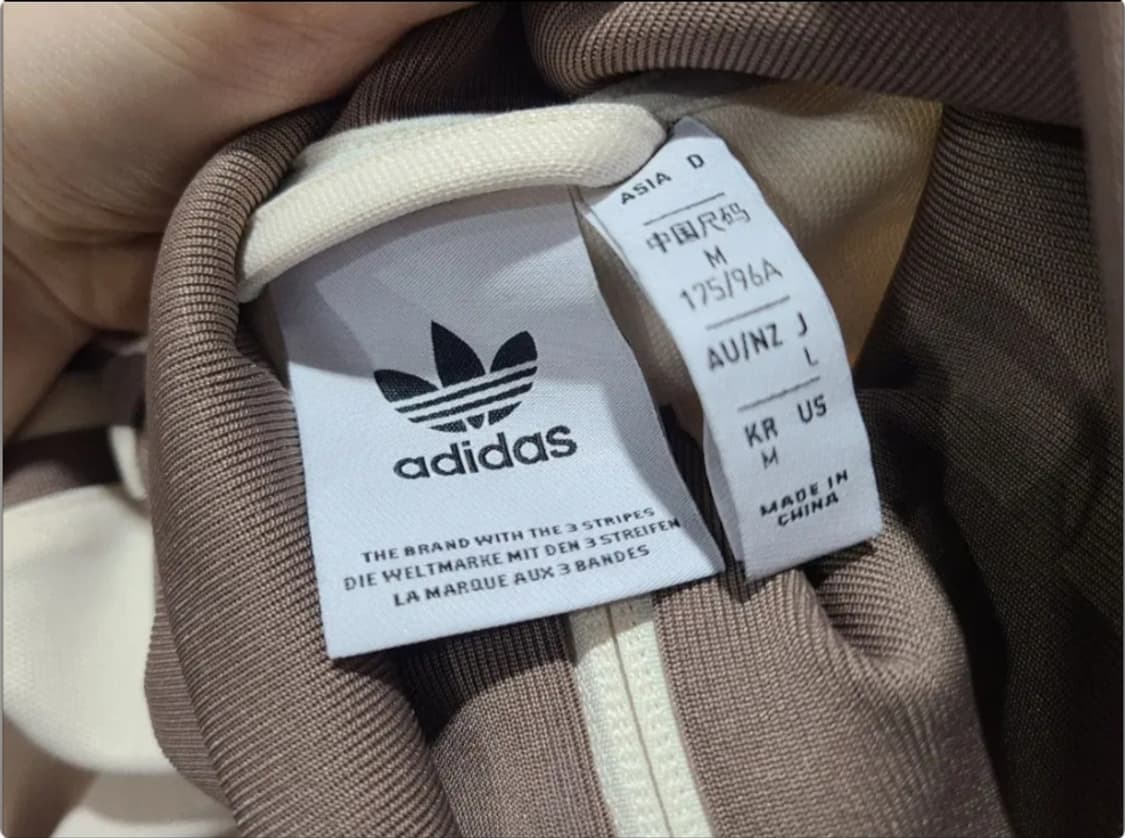 adidas
THE BRAND WITH THE 3 STRIPES
DIE WELTMARKE MIT DEN 3 STREIFEN
LA MARQUE AUX 3 BANDES
ASIA D
中国尺码
M
175/96A
AU/NZ J
L
KR US
M
MADE IN
CHINA